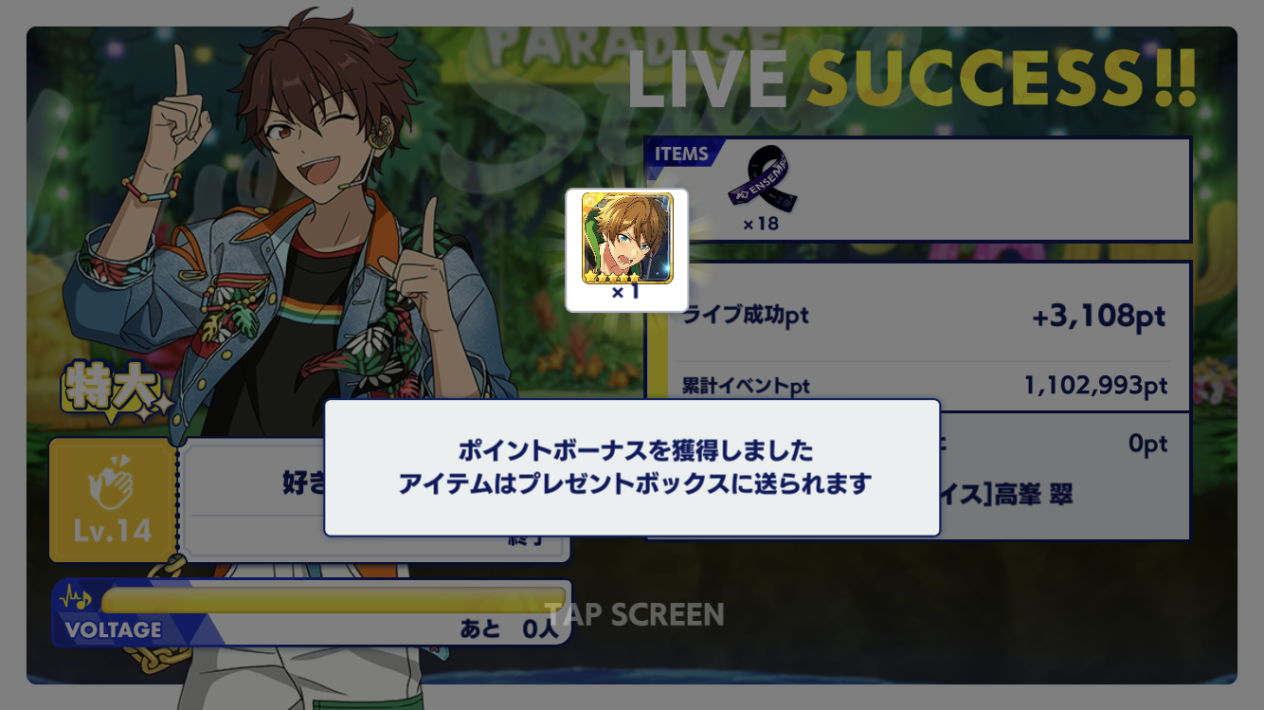 PARADISE
LIVE SUCCESS!!
ITEMS
ENSEMBLE
×18
×1
ライブ成功pt
+3,108pt
累計イベントpt
1,102,993pt
特大
0pt
ポイントボーナスを獲得しました
アイテムはプレゼントボックスに送られます
好き
イス]高峯 翠
Lv.14
終了
TAP SCREEN
VOLTAGE
あと 0人